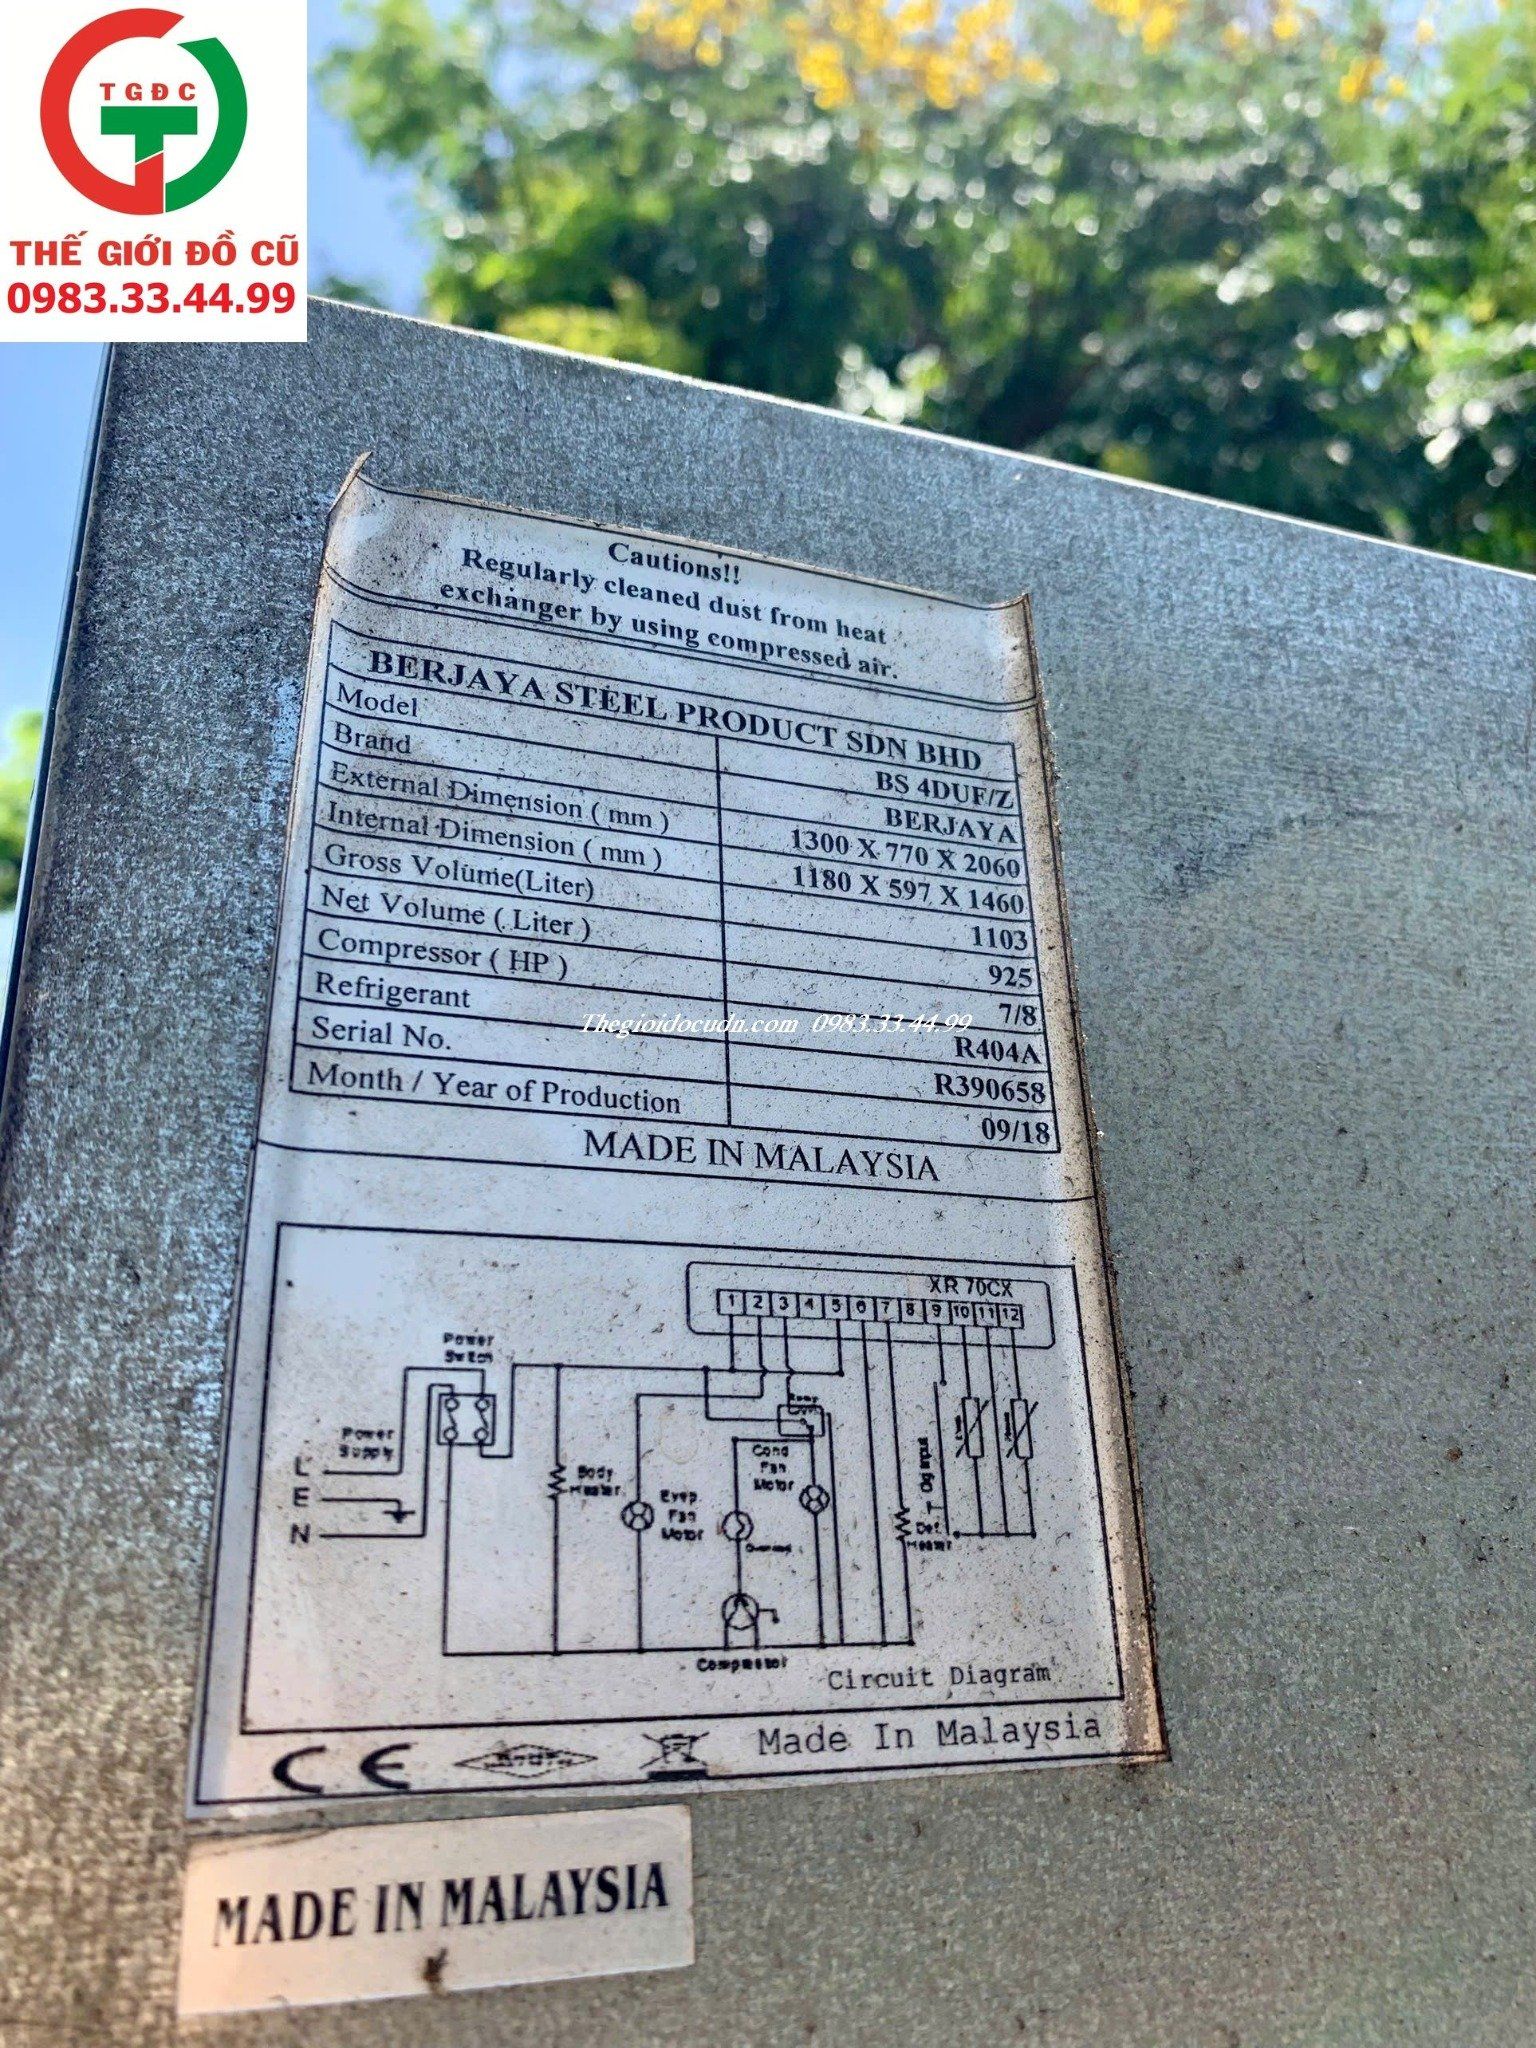 TGĐC
THẾ GIỚI ĐỒ CŨ
0983.33.44.99
Cautions!!
Regularly cleaned dust from heat
exchanger by using compressed air.
BERJAYA STEEL PRODUCT SDN BHD
Model BS 4DUF/Z
Brand BERJAYA
External Dimension ( mm ) 1300 X 770 X 2060
Internal Dimension ( mm ) 1180 X 597 X 1460
Gross Volume(Liter) 1103
Net Volume ( Liter ) 925
Compressor ( HP ) 7/8
Refrigerant R404A
Serial No. R390658
Month / Year of Production 09/18
Thegioidocudn.com 0983.33.44.99
MADE IN MALAYSIA
XR 70CX
1 2 3 4 5 6 7 8 9 10 11 12
Power
Switch
Power
Supply
L
E
N
Body
Heater
Evap
Fan
Motor
Cond
Fan
Motor
Dig input
Def.
Heater
Compressor
Circuit Diagram
CE
Made In Malaysia
MADE IN MALAYSIA